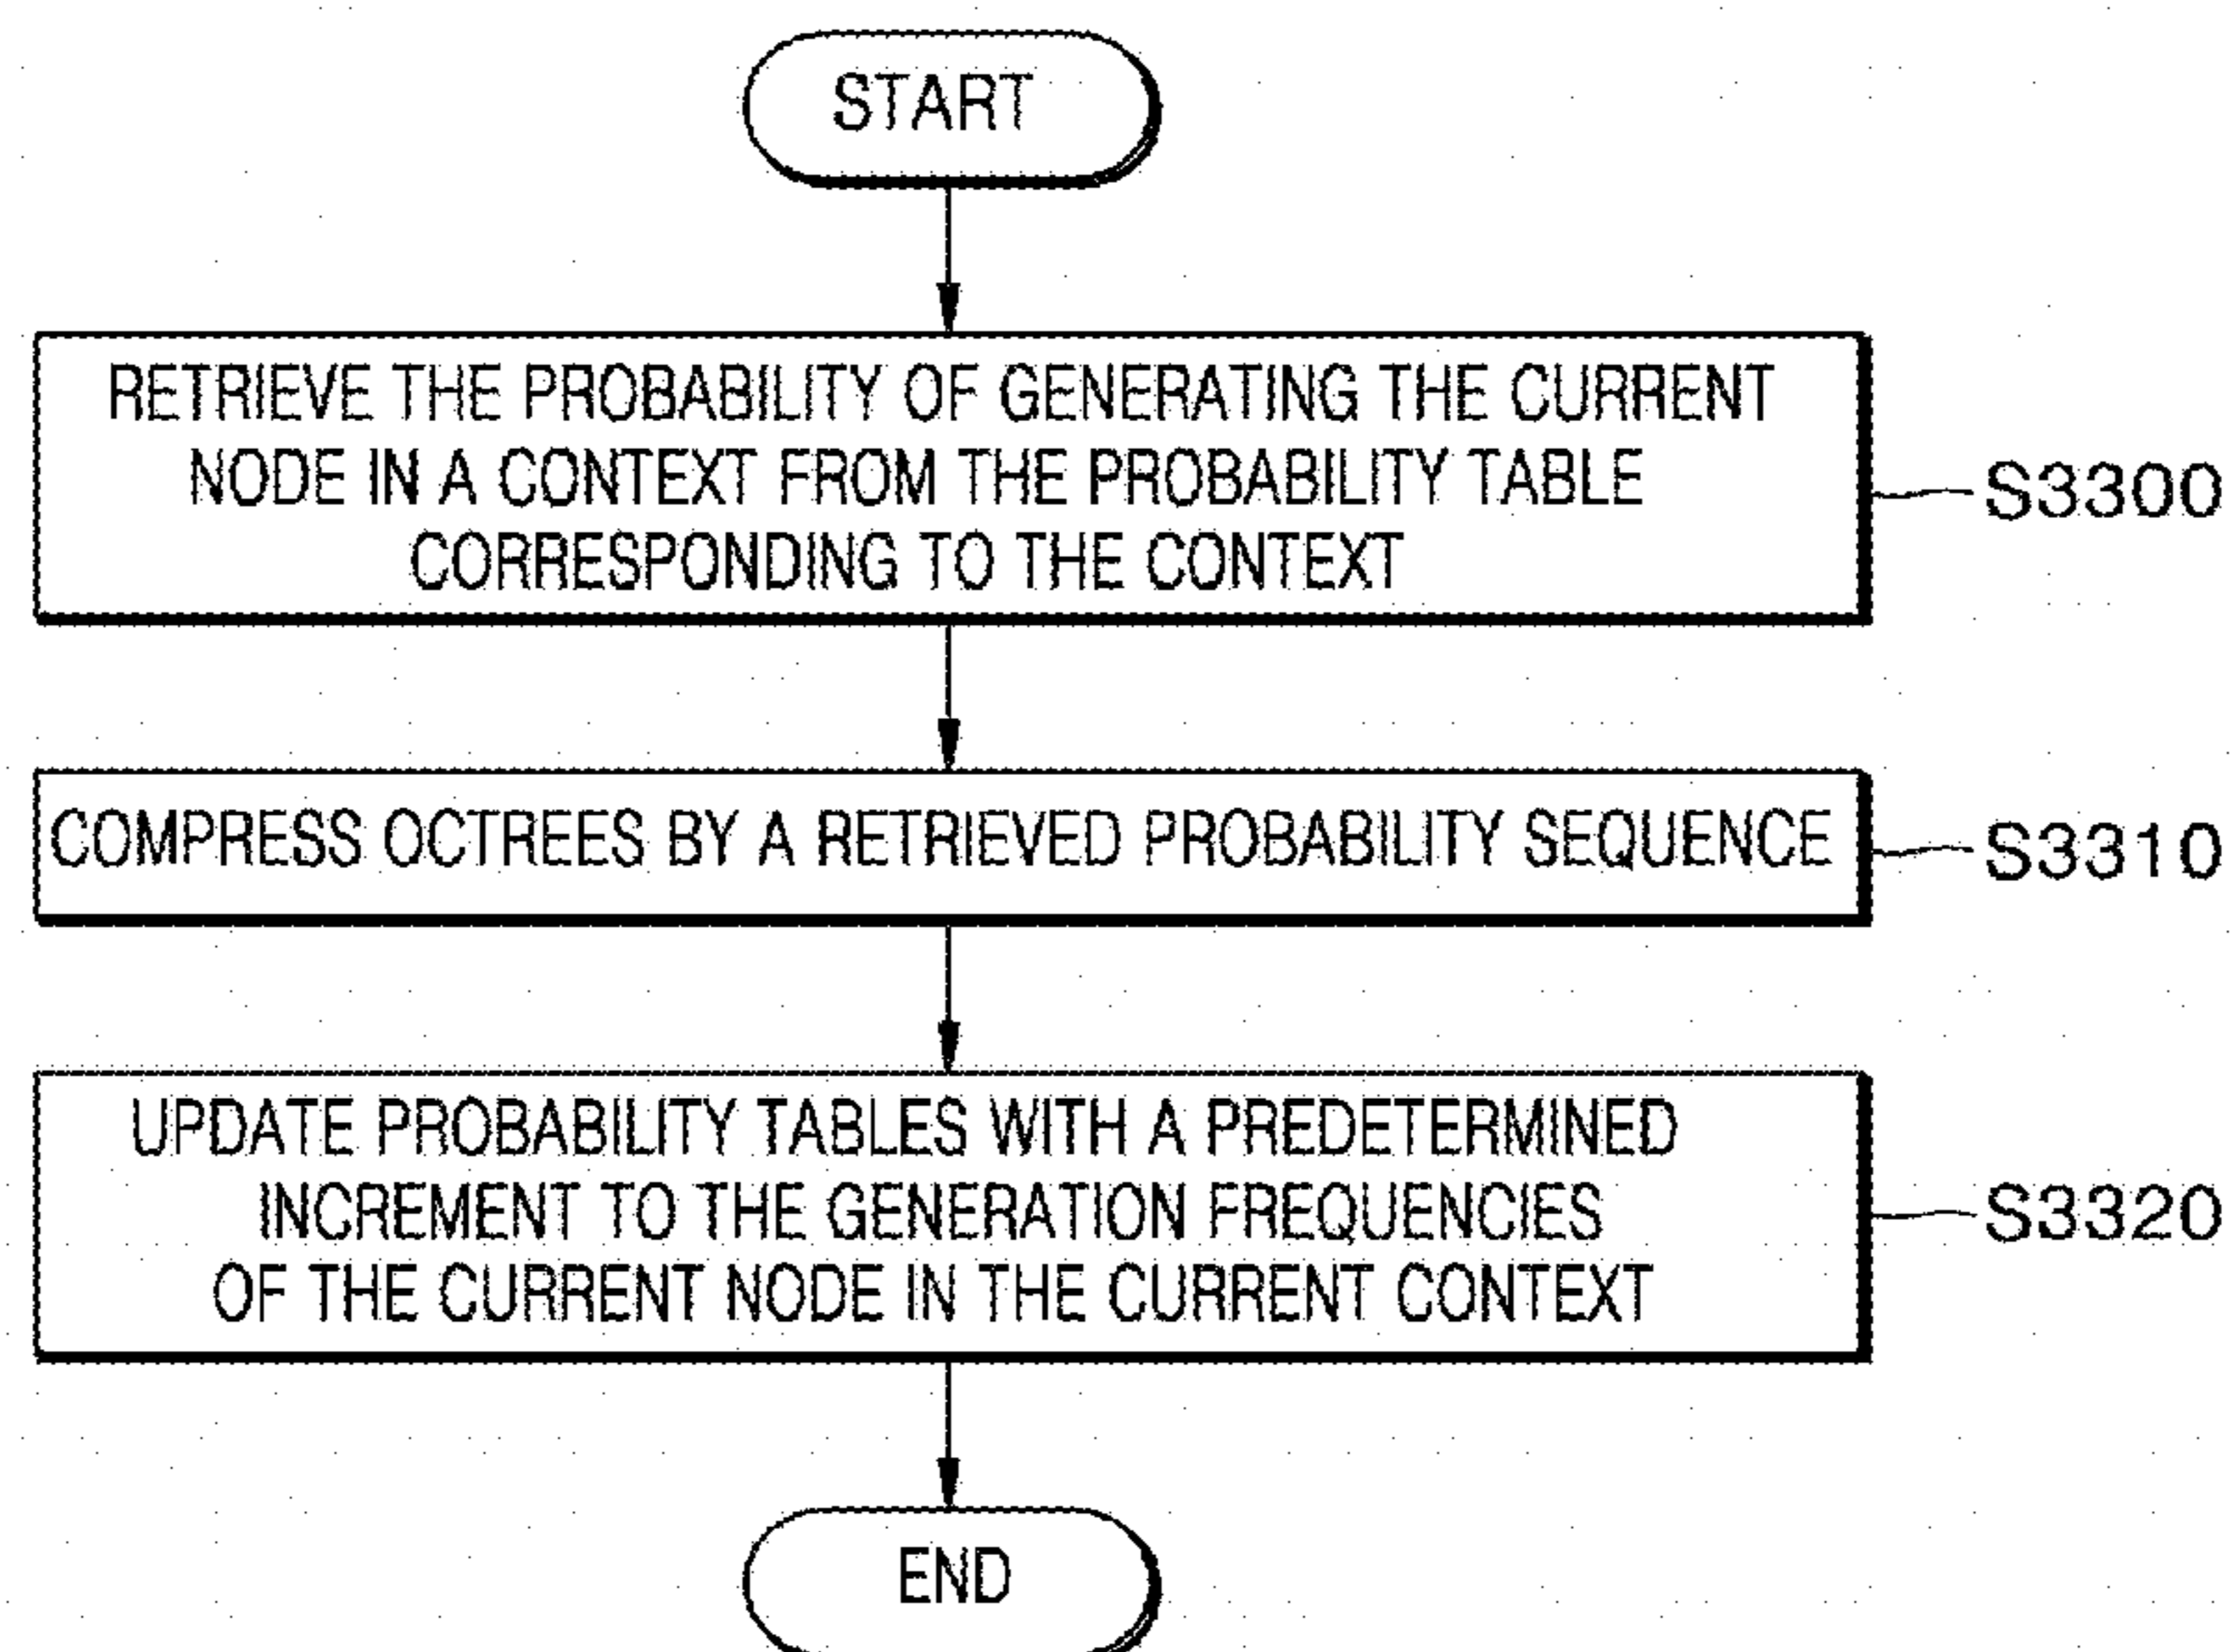 START
RETRIEVE THE PROBABILITY OF GENERATING THE CURRENT
NODE IN A CONTEXT FROM THE PROBABILITY TABLE
CORRESPONDING TO THE CONTEXT
S3300
COMPRESS OCTREES BY A RETRIEVED PROBABILITY SEQUENCE
S3310
UPDATE PROBABILITY TABLES WITH A PREDETERMINED
INCREMENT TO THE GENERATION FREQUENCIES
OF THE CURRENT NODE IN THE CURRENT CONTEXT
S3320
END